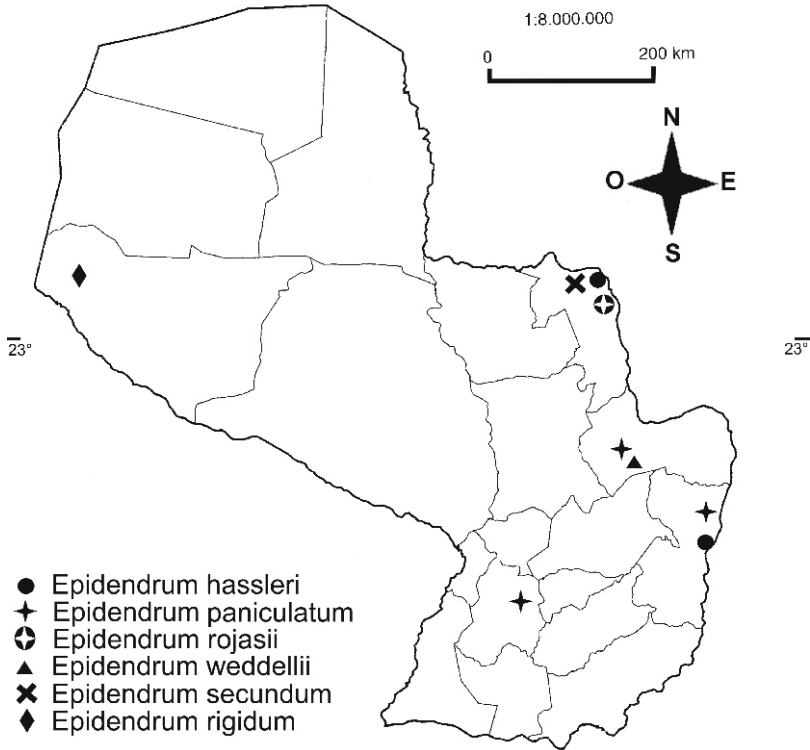 1:8.000.000
0 200 km
N
O E
S
23° 23°
Epidendrum hassleri
Epidendrum paniculatum
Epidendrum rojasii
Epidendrum weddellii
Epidendrum secundum
Epidendrum rigidum